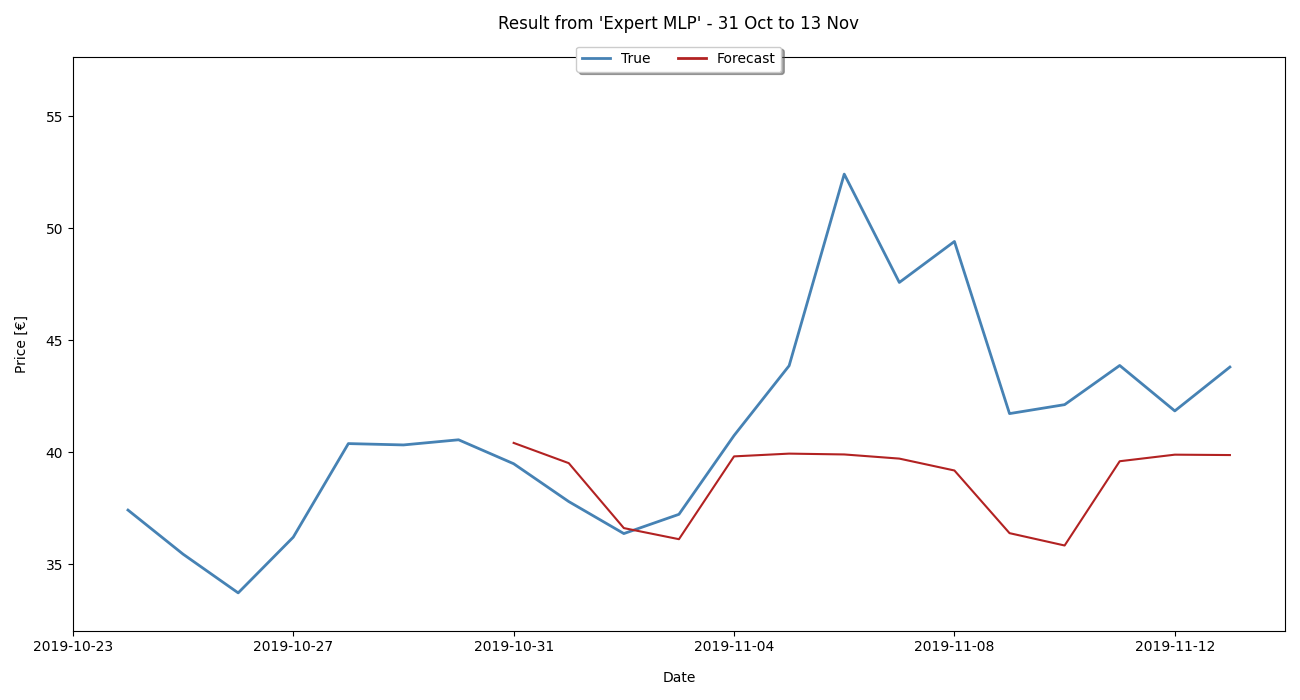 Result from 'Expert MLP' - 31 Oct to 13 Nov
True Forecast
55
50
45
40
35
Price [€]
2019-10-23 2019-10-27 2019-10-31 2019-11-04 2019-11-08 2019-11-12
Date